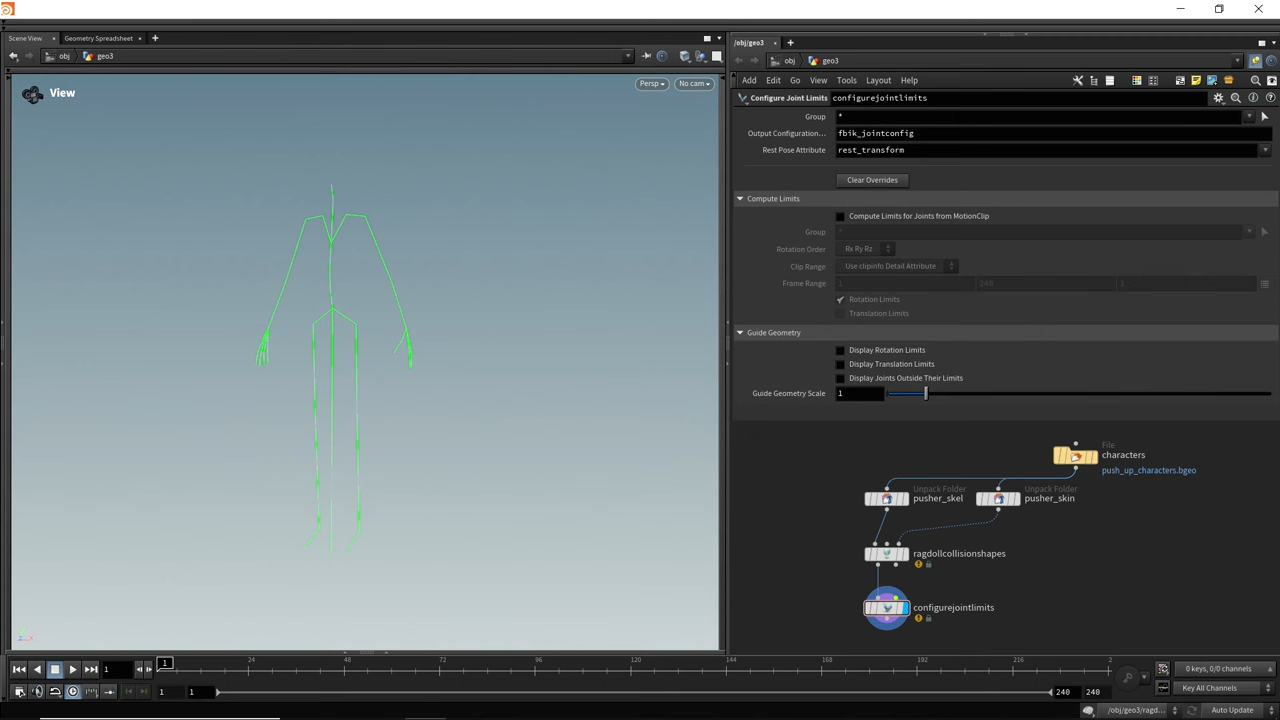 Scene View
Geometry Spreadsheet
obj
geo3
View
Persp
No cam
/obj/geo3
obj
geo3
Add
Edit
Go
View
Tools
Layout
Help
Configure Joint Limits
configurejointlimits
Group
*
Output Configuration...
fbik_jointconfig
Rest Pose Attribute
rest_transform
Clear Overrides
Compute Limits
Compute Limits for Joints from MotionClip
Group
*
Rotation Order
Rx Ry Rz
Clip Range
Use clipinfo Detail Attribute
Frame Range
1
240
1
Rotation Limits
Translation Limits
Guide Geometry
Display Rotation Limits
Display Translation Limits
Display Joints Outside Their Limits
Guide Geometry Scale
1
File
characters
push_up_characters.bgeo
Unpack Folder
pusher_skel
Unpack Folder
pusher_skin
ragdollcollisionshapes
configurejointlimits
1
1
24
48
72
96
120
144
168
192
216
2
0 keys, 0/0 channels
1
1
240
240
Key All Channels
/obj/geo3/ragd...
Auto Update